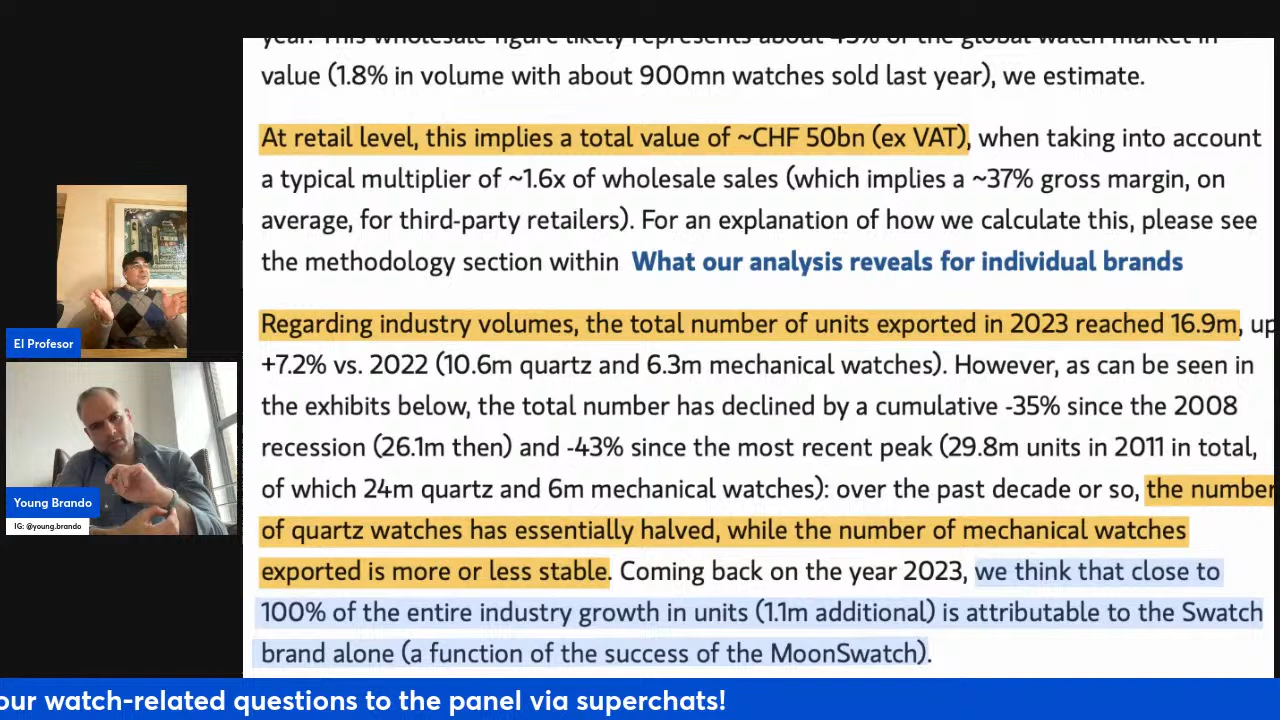 value (1.8% in volume with about 900mn watches sold last year), we estimate.
At retail level, this implies a total value of ~CHF 50bn (ex VAT), when taking into account
a typical multiplier of ~1.6x of wholesale sales (which implies a ~37% gross margin, on
average, for third-party retailers). For an explanation of how we calculate this, please see
the methodology section within What our analysis reveals for individual brands
Regarding industry volumes, the total number of units exported in 2023 reached 16.9m, up
+7.2% vs. 2022 (10.6m quartz and 6.3m mechanical watches). However, as can be seen in
the exhibits below, the total number has declined by a cumulative -35% since the 2008
recession (26.1m then) and -43% since the most recent peak (29.8m units in 2011 in total,
of which 24m quartz and 6m mechanical watches): over the past decade or so, the number
of quartz watches has essentially halved, while the number of mechanical watches
exported is more or less stable. Coming back on the year 2023, we think that close to
100% of the entire industry growth in units (1.1m additional) is attributable to the Swatch
brand alone (a function of the success of the MoonSwatch).
El Profesor
Young Brando
IG: @young.brando
our watch-related questions to the panel via superchats!